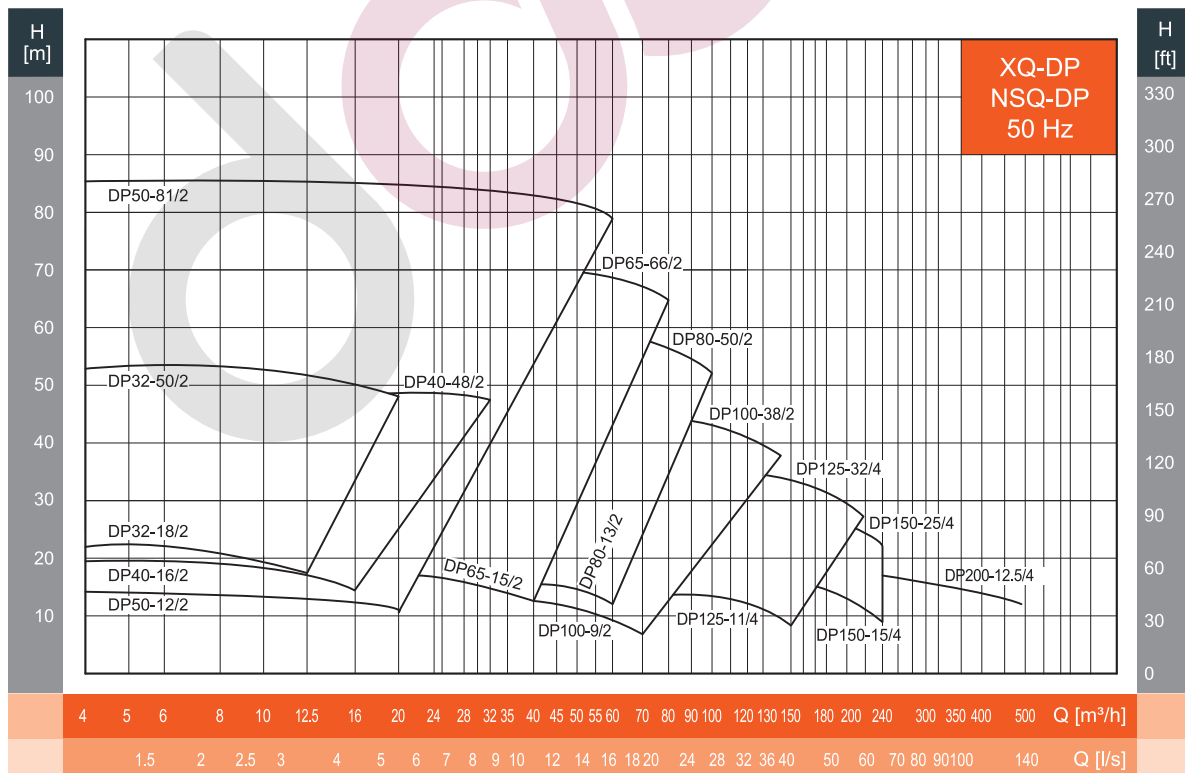 H
[m]
H
[ft]
XQ-DP
NSQ-DP
50 Hz
100
90
80
70
60
50
40
30
20
10
330
300
270
240
210
180
150
120
90
60
30
0
DP50-81/2
DP65-66/2
DP80-50/2
DP32-50/2
DP40-48/2
DP100-38/2
DP125-32/4
DP150-25/4
DP32-18/2
DP40-16/2
DP50-12/2
DP65-15/2
DP80-13/2
DP200-12.5/4
DP100-9/2
DP125-11/4
DP150-15/4
4 5 6 8 10 12.5 16 20 24 28 32 35 40 45 50 55 60 70 80 90 100 120 130 150 180 200 240 300 350 400 500 Q [m³/h]
1.5 2 2.5 3 4 5 6 7 8 9 10 12 14 16 18 20 24 28 32 36 40 50 60 70 80 90 100 140 Q [l/s]